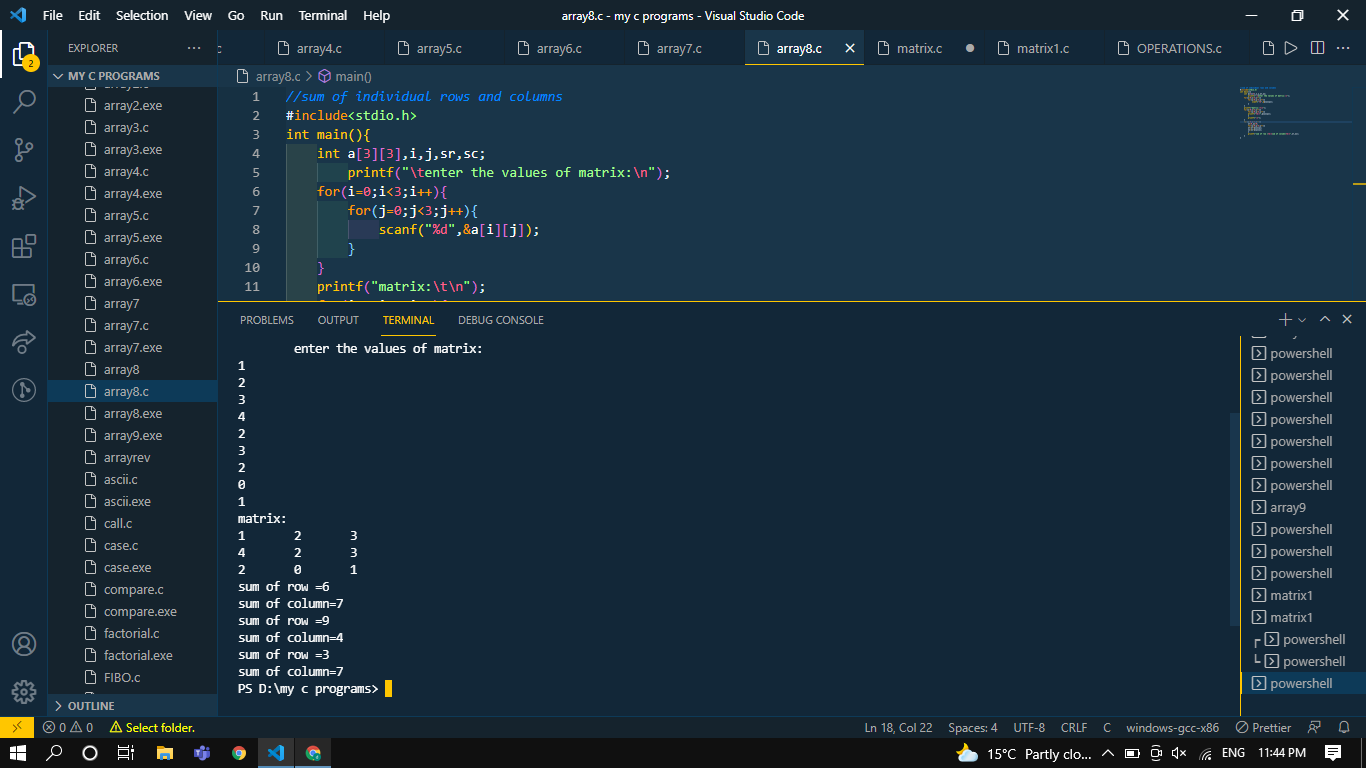 File Edit Selection View Go Run Terminal Help
array8.c - my c programs - Visual Studio Code
EXPLORER
array4.c
array5.c
array6.c
array7.c
array8.c
matrix.c
matrix1.c
OPERATIONS.c
2
MY C PROGRAMS
array8.c > main()
array2.exe
array3.c
array3.exe
array4.c
array4.exe
array5.c
array5.exe
array6.c
array6.exe
array7
array7.c
array7.exe
array8
array8.c
array8.exe
array9.exe
arrayrev
ascii.c
ascii.exe
call.c
case.c
case.exe
compare.c
compare.exe
factorial.c
factorial.exe
FIBO.c
OUTLINE
1 //sum of individual rows and columns
2 #include<stdio.h>
3 int main(){
4 int a[3][3],i,j,sr,sc;
5 printf("\tenter the values of matrix:\n");
6 for(i=0;i<3;i++){
7 for(j=0;j<3;j++){
8 scanf("%d",&a[i][j]);
9 }
10 }
11 printf("matrix:\t\n");
PROBLEMS OUTPUT TERMINAL DEBUG CONSOLE
enter the values of matrix:
1
2
3
4
2
3
2
0
1
matrix:
1 2 3
4 2 3
2 0 1
sum of row =6
sum of column=7
sum of row =9
sum of column=4
sum of row =3
sum of column=7
PS D:\my c programs>
powershell
powershell
powershell
powershell
powershell
powershell
powershell
array9
powershell
powershell
powershell
matrix1
matrix1
powershell
powershell
powershell
0 0 Select folder.
Ln 18, Col 22 Spaces: 4 UTF-8 CRLF C windows-gcc-x86 Prettier
15°C Partly clo... ENG 11:44 PM